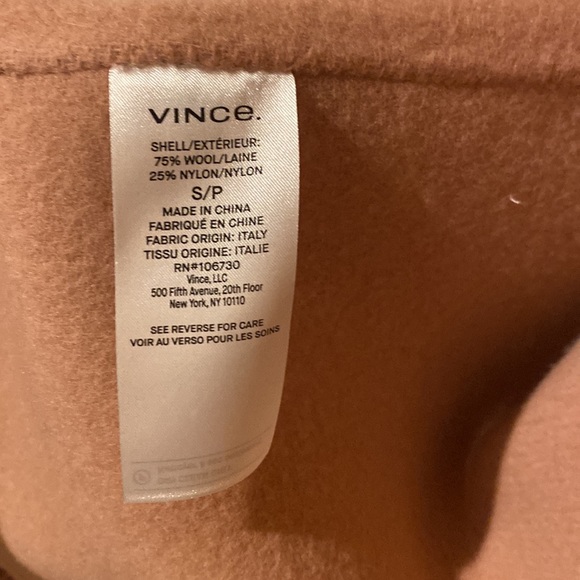 VINCe.
SHELL/EXTÉRIEUR:
75% WOOL/LAINE
25% NYLON/NYLON
S/P
MADE IN CHINA
FABRIQUÉ EN CHINE
FABRIC ORIGIN: ITALY
TISSU ORIGINE: ITALIE
RN#106730
Vince, LLC
500 Fifth Avenue, 20th Floor
New York, NY 10110
SEE REVERSE FOR CARE
VOIR AU VERSO POUR LES SOINS